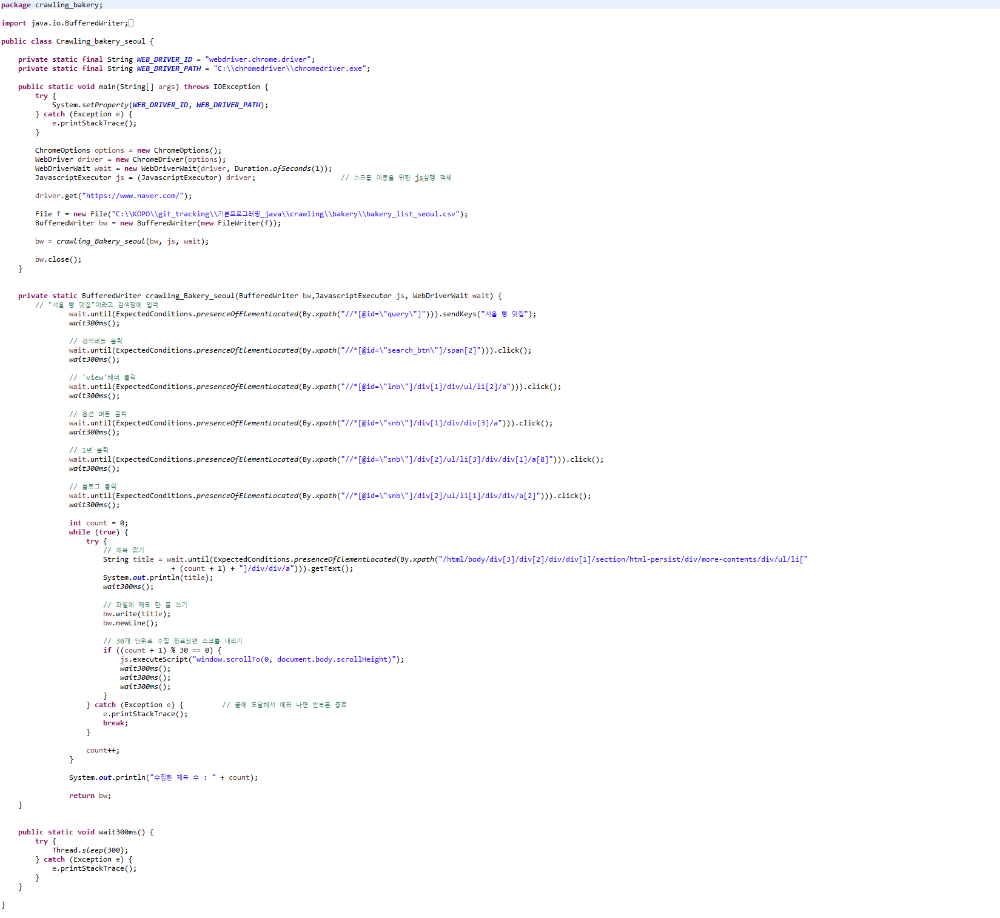 package crawling_bakery;
import java.io.BufferedWriter;
public class Crawling_bakery_seoul {
private static final String WEB_DRIVER_ID = "webdriver.chrome.driver";
private static final String WEB_DRIVER_PATH = "C:\\chromedriver\\chromedriver.exe";
public static void main(String[] args) throws IOException {
try {
System.setProperty(WEB_DRIVER_ID, WEB_DRIVER_PATH);
} catch (Exception e) {
e.printStackTrace();
}
ChromeOptions options = new ChromeOptions();
WebDriver driver = new ChromeDriver(options);
WebDriverWait wait = new WebDriverWait(driver, Duration.ofSeconds(1));
JavascriptExecutor js = (JavascriptExecutor) driver; // 스크롤 이동을 위한 js실행 객체
driver.get("https://www.naver.com/");
File f = new File("C:\\KOPO\\git_tracking\\기본프로그래밍_java\\crawling\\bakery\\bakery_list_seoul.csv");
BufferedWriter bw = new BufferedWriter(new FileWriter(f));
bw = crawling_Bakery_seoul(bw, js, wait);
bw.close();
}
private static BufferedWriter crawling_Bakery_seoul(BufferedWriter bw,JavascriptExecutor js, WebDriverWait wait) {
// "서울 빵 맛집"이라고 검색창에 입력
wait.until(ExpectedConditions.presenceOfElementLocated(By.xpath("//*[@id=\"query\"]"))).sendKeys("서울 빵 맛집");
wait300ms();
// 검색버튼 클릭
wait.until(ExpectedConditions.presenceOfElementLocated(By.xpath("//*[@id=\"search_btn\"]/span[2]"))).click();
wait300ms();
// 'view'배너 클릭
wait.until(ExpectedConditions.presenceOfElementLocated(By.xpath("//*[@id=\"lnb\"]/div[1]/div/ul/li[2]/a"))).click();
wait300ms();
// 옵션 버튼 클릭
wait.until(ExpectedConditions.presenceOfElementLocated(By.xpath("//*[@id=\"snb\"]/div[1]/div/div[3]/a"))).click();
wait300ms();
// 1년 클릭
wait.until(ExpectedConditions.presenceOfElementLocated(By.xpath("//*[@id=\"snb\"]/div[2]/ul/li[3]/div/div[1]/a[8]"))).click();
wait300ms();
// 블로그 클릭
wait.until(ExpectedConditions.presenceOfElementLocated(By.xpath("//*[@id=\"snb\"]/div[2]/ul/li[1]/div/div/a[2]"))).click();
wait300ms();
int count = 0;
while (true) {
try {
// 제목 읽기
String title = wait.until(ExpectedConditions.presenceOfElementLocated(By.xpath("/html/body/div[3]/div[2]/div/div[1]/section/html-persist/div/more-contents/div/ul/li["
+ (count + 1) + "]/div/div/a"))).getText();
System.out.println(title);
wait300ms();
// 파일에 제목 한 줄 쓰기
bw.write(title);
bw.newLine();
// 30개 단위로 수집 완료되면 스크롤 내리기
if ((count + 1) % 30 == 0) {
js.executeScript("window.scrollTo(0, document.body.scrollHeight)");
wait300ms();
wait300ms();
wait300ms();
}
} catch (Exception e) { // 끝에 도달해서 에러 나면 반복문 종료
e.printStackTrace();
break;
}
count++;
}
System.out.println("수집한 제목 수 : " + count);
return bw;
}
public static void wait300ms() {
try {
Thread.sleep(300);
} catch (Exception e) {
e.printStackTrace();
}
}
}